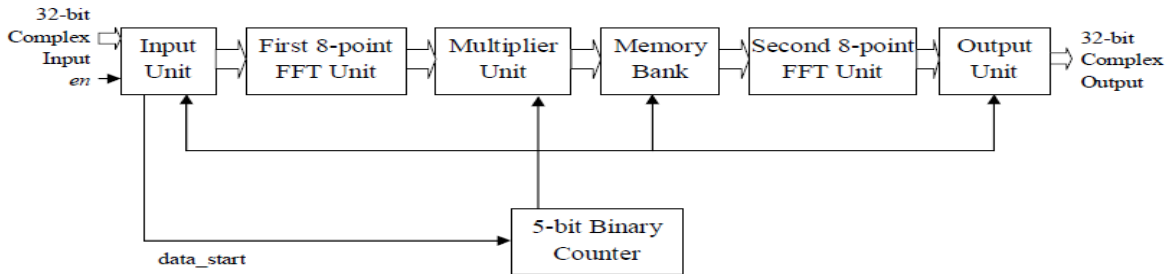 32-bit
Complex
Input
en
Input
Unit
First 8-point
FFT Unit
Multiplier
Unit
Memory
Bank
Second 8-point
FFT Unit
Output
Unit
32-bit
Complex
Output
5-bit Binary
Counter
data_start